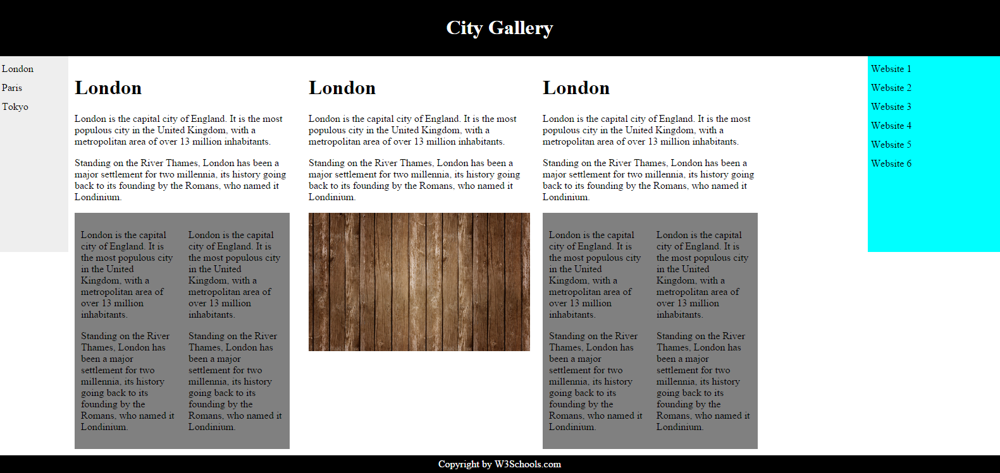 City Gallery
London
Paris
Tokyo
London
London is the capital city of England. It is the most
populous city in the United Kingdom, with a
metropolitan area of over 13 million inhabitants.
Standing on the River Thames, London has been a
major settlement for two millennia, its history going
back to its founding by the Romans, who named it
Londinium.
London is the capital
city of England. It is
the most populous city
in the United
Kingdom, with a
metropolitan area of
over 13 million
inhabitants.
Standing on the River
Thames, London has
been a major
settlement for two
millennia, its history
going back to its
founding by the
Romans, who named it
Londinium.
London is the capital
city of England. It is
the most populous city
in the United
Kingdom, with a
metropolitan area of
over 13 million
inhabitants.
Standing on the River
Thames, London has
been a major
settlement for two
millennia, its history
going back to its
founding by the
Romans, who named it
Londinium.
London
London is the capital city of England. It is the most
populous city in the United Kingdom, with a
metropolitan area of over 13 million inhabitants.
Standing on the River Thames, London has been a
major settlement for two millennia, its history going
back to its founding by the Romans, who named it
Londinium.
London
London is the capital city of England. It is the most
populous city in the United Kingdom, with a
metropolitan area of over 13 million inhabitants.
Standing on the River Thames, London has been a
major settlement for two millennia, its history going
back to its founding by the Romans, who named it
Londinium.
London is the capital
city of England. It is
the most populous city
in the United
Kingdom, with a
metropolitan area of
over 13 million
inhabitants.
Standing on the River
Thames, London has
been a major
settlement for two
millennia, its history
going back to its
founding by the
Romans, who named it
Londinium.
London is the capital
city of England. It is
the most populous city
in the United
Kingdom, with a
metropolitan area of
over 13 million
inhabitants.
Standing on the River
Thames, London has
been a major
settlement for two
millennia, its history
going back to its
founding by the
Romans, who named it
Londinium.
Website 1
Website 2
Website 3
Website 4
Website 5
Website 6
Copyright by W3Schools.com